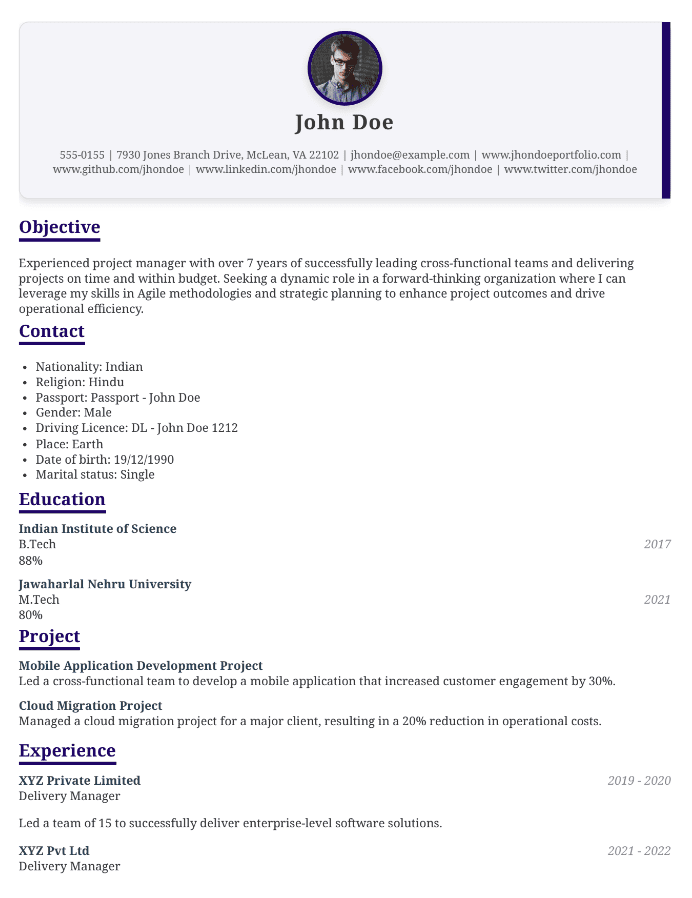 John Doe
555-0155 | 7930 Jones Branch Drive, McLean, VA 22102 | jhondoe@example.com | www.jhondoeportfolio.com |
www.github.com/jhondoe | www.linkedin.com/jhondoe | www.facebook.com/jhondoe | www.twitter.com/jhondoe
Objective
Experienced project manager with over 7 years of successfully leading cross-functional teams and delivering
projects on time and within budget. Seeking a dynamic role in a forward-thinking organization where I can
leverage my skills in Agile methodologies and strategic planning to enhance project outcomes and drive
operational efficiency.
Contact
• Nationality: Indian
• Religion: Hindu
• Passport: Passport - John Doe
• Gender: Male
• Driving Licence: DL - John Doe 1212
• Place: Earth
• Date of birth: 19/12/1990
• Marital status: Single
Education
Indian Institute of Science
B.Tech 2017
88%
Jawaharlal Nehru University
M.Tech 2021
80%
Project
Mobile Application Development Project
Led a cross-functional team to develop a mobile application that increased customer engagement by 30%.
Cloud Migration Project
Managed a cloud migration project for a major client, resulting in a 20% reduction in operational costs.
Experience
XYZ Private Limited 2019 - 2020
Delivery Manager
Led a team of 15 to successfully deliver enterprise-level software solutions.
XYZ Pvt Ltd 2021 - 2022
Delivery Manager